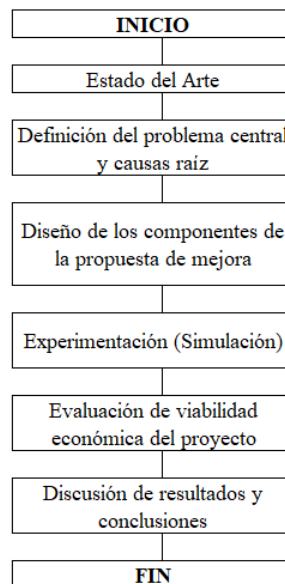 INICIO
Estado del Arte
Definición del problema central
y causas raíz
Diseño de los componentes de
la propuesta de mejora
Experimentación (Simulación)
Evaluación de viabilidad
económica del proyecto
Discusión de resultados y
conclusiones
FIN